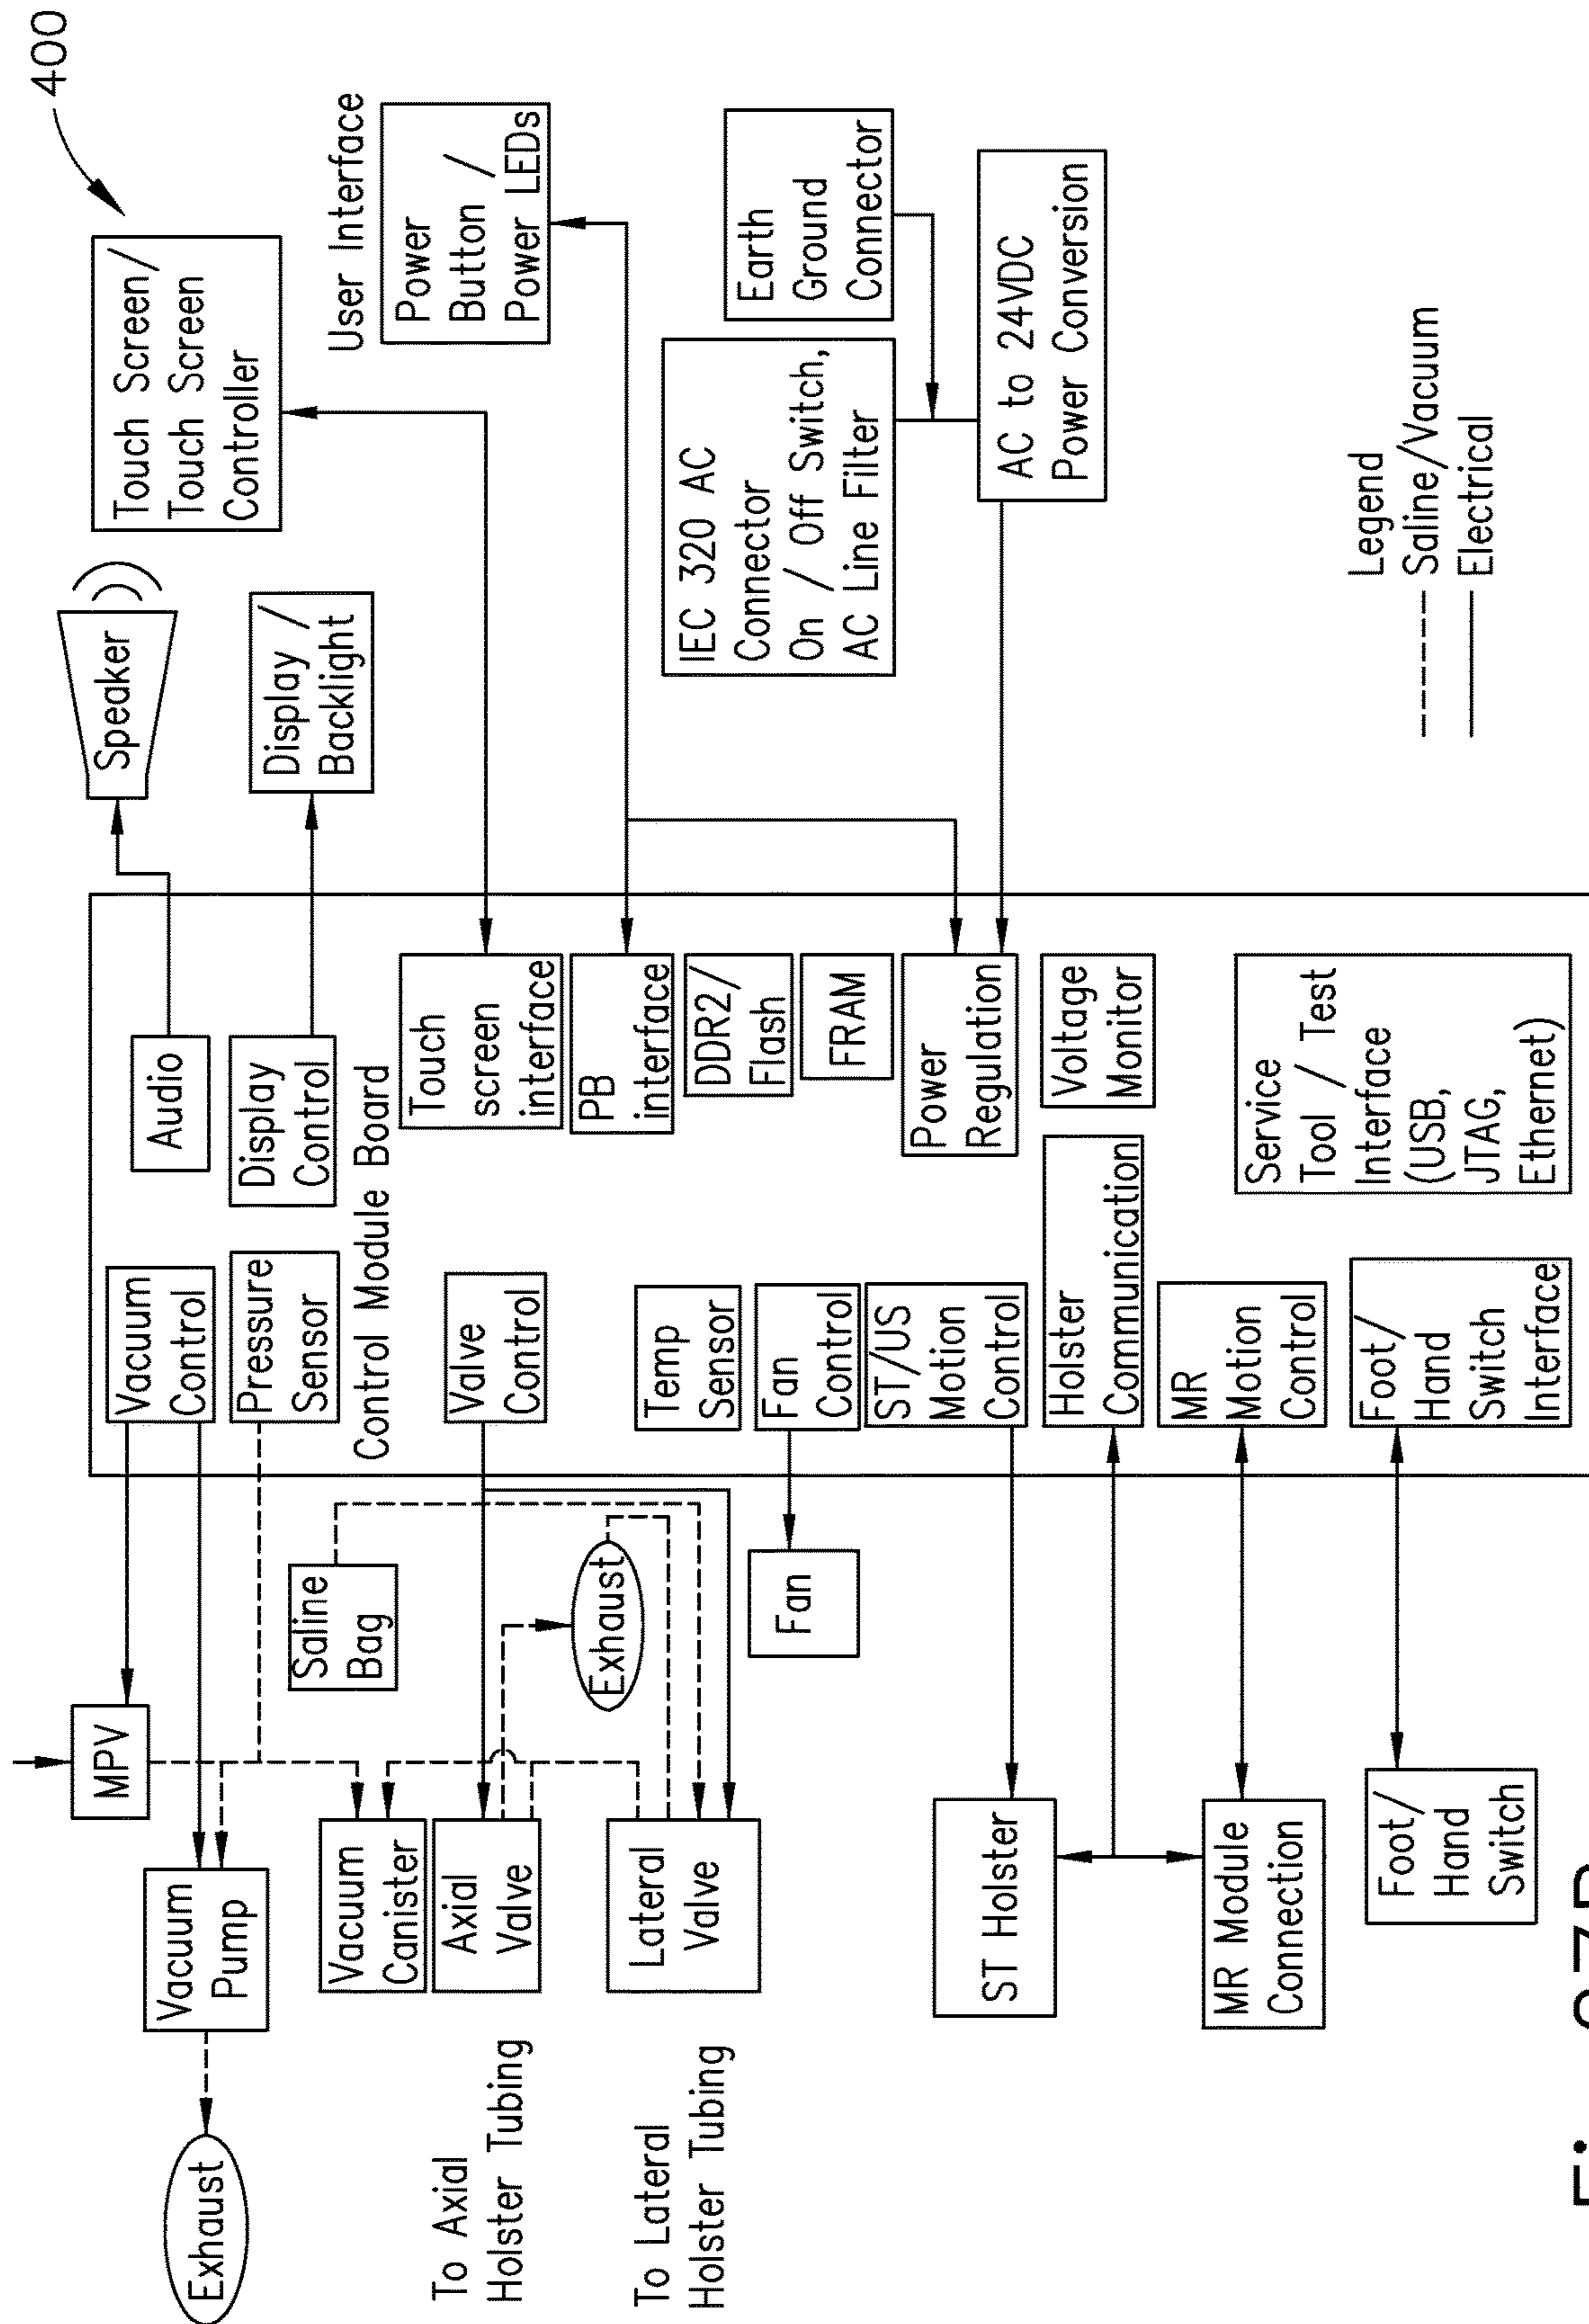 400
Exhaust
Vacuum
Pump
MPV
Vacuum
Control
Pressure
Sensor
Audio
Speaker
Touch Screen/
Touch Screen
Controller
Display
Control
Display /
Backlight
Control Module Board
User Interface
Saline
Bag
Vacuum
Canister
To Axial
Holster Tubing
Axial
Valve
Valve
Control
Touch
screen
interface
Power
Button /
Power LEDs
Exhaust
To Lateral
Holster Tubing
Lateral
Valve
PB
interface
Temp
Sensor
DDR2/
Flash
IEC 320 AC
Connector
On / Off Switch,
AC Line Filter
Earth
Ground
Connector
Fan
Fan
Control
FRAM
ST Holster
ST/US
Motion
Control
Power
Regulation
AC to 24VDC
Power Conversion
Holster
Communication
Voltage
Monitor
MR Module
Connection
MR
Motion
Control
Foot/
Hand
Switch
Foot/
Hand
Switch
Interface
Service
Tool / Test
Interface
(USB,
JTAG,
Ethernet)
Legend
Saline/Vacuum
Electrical